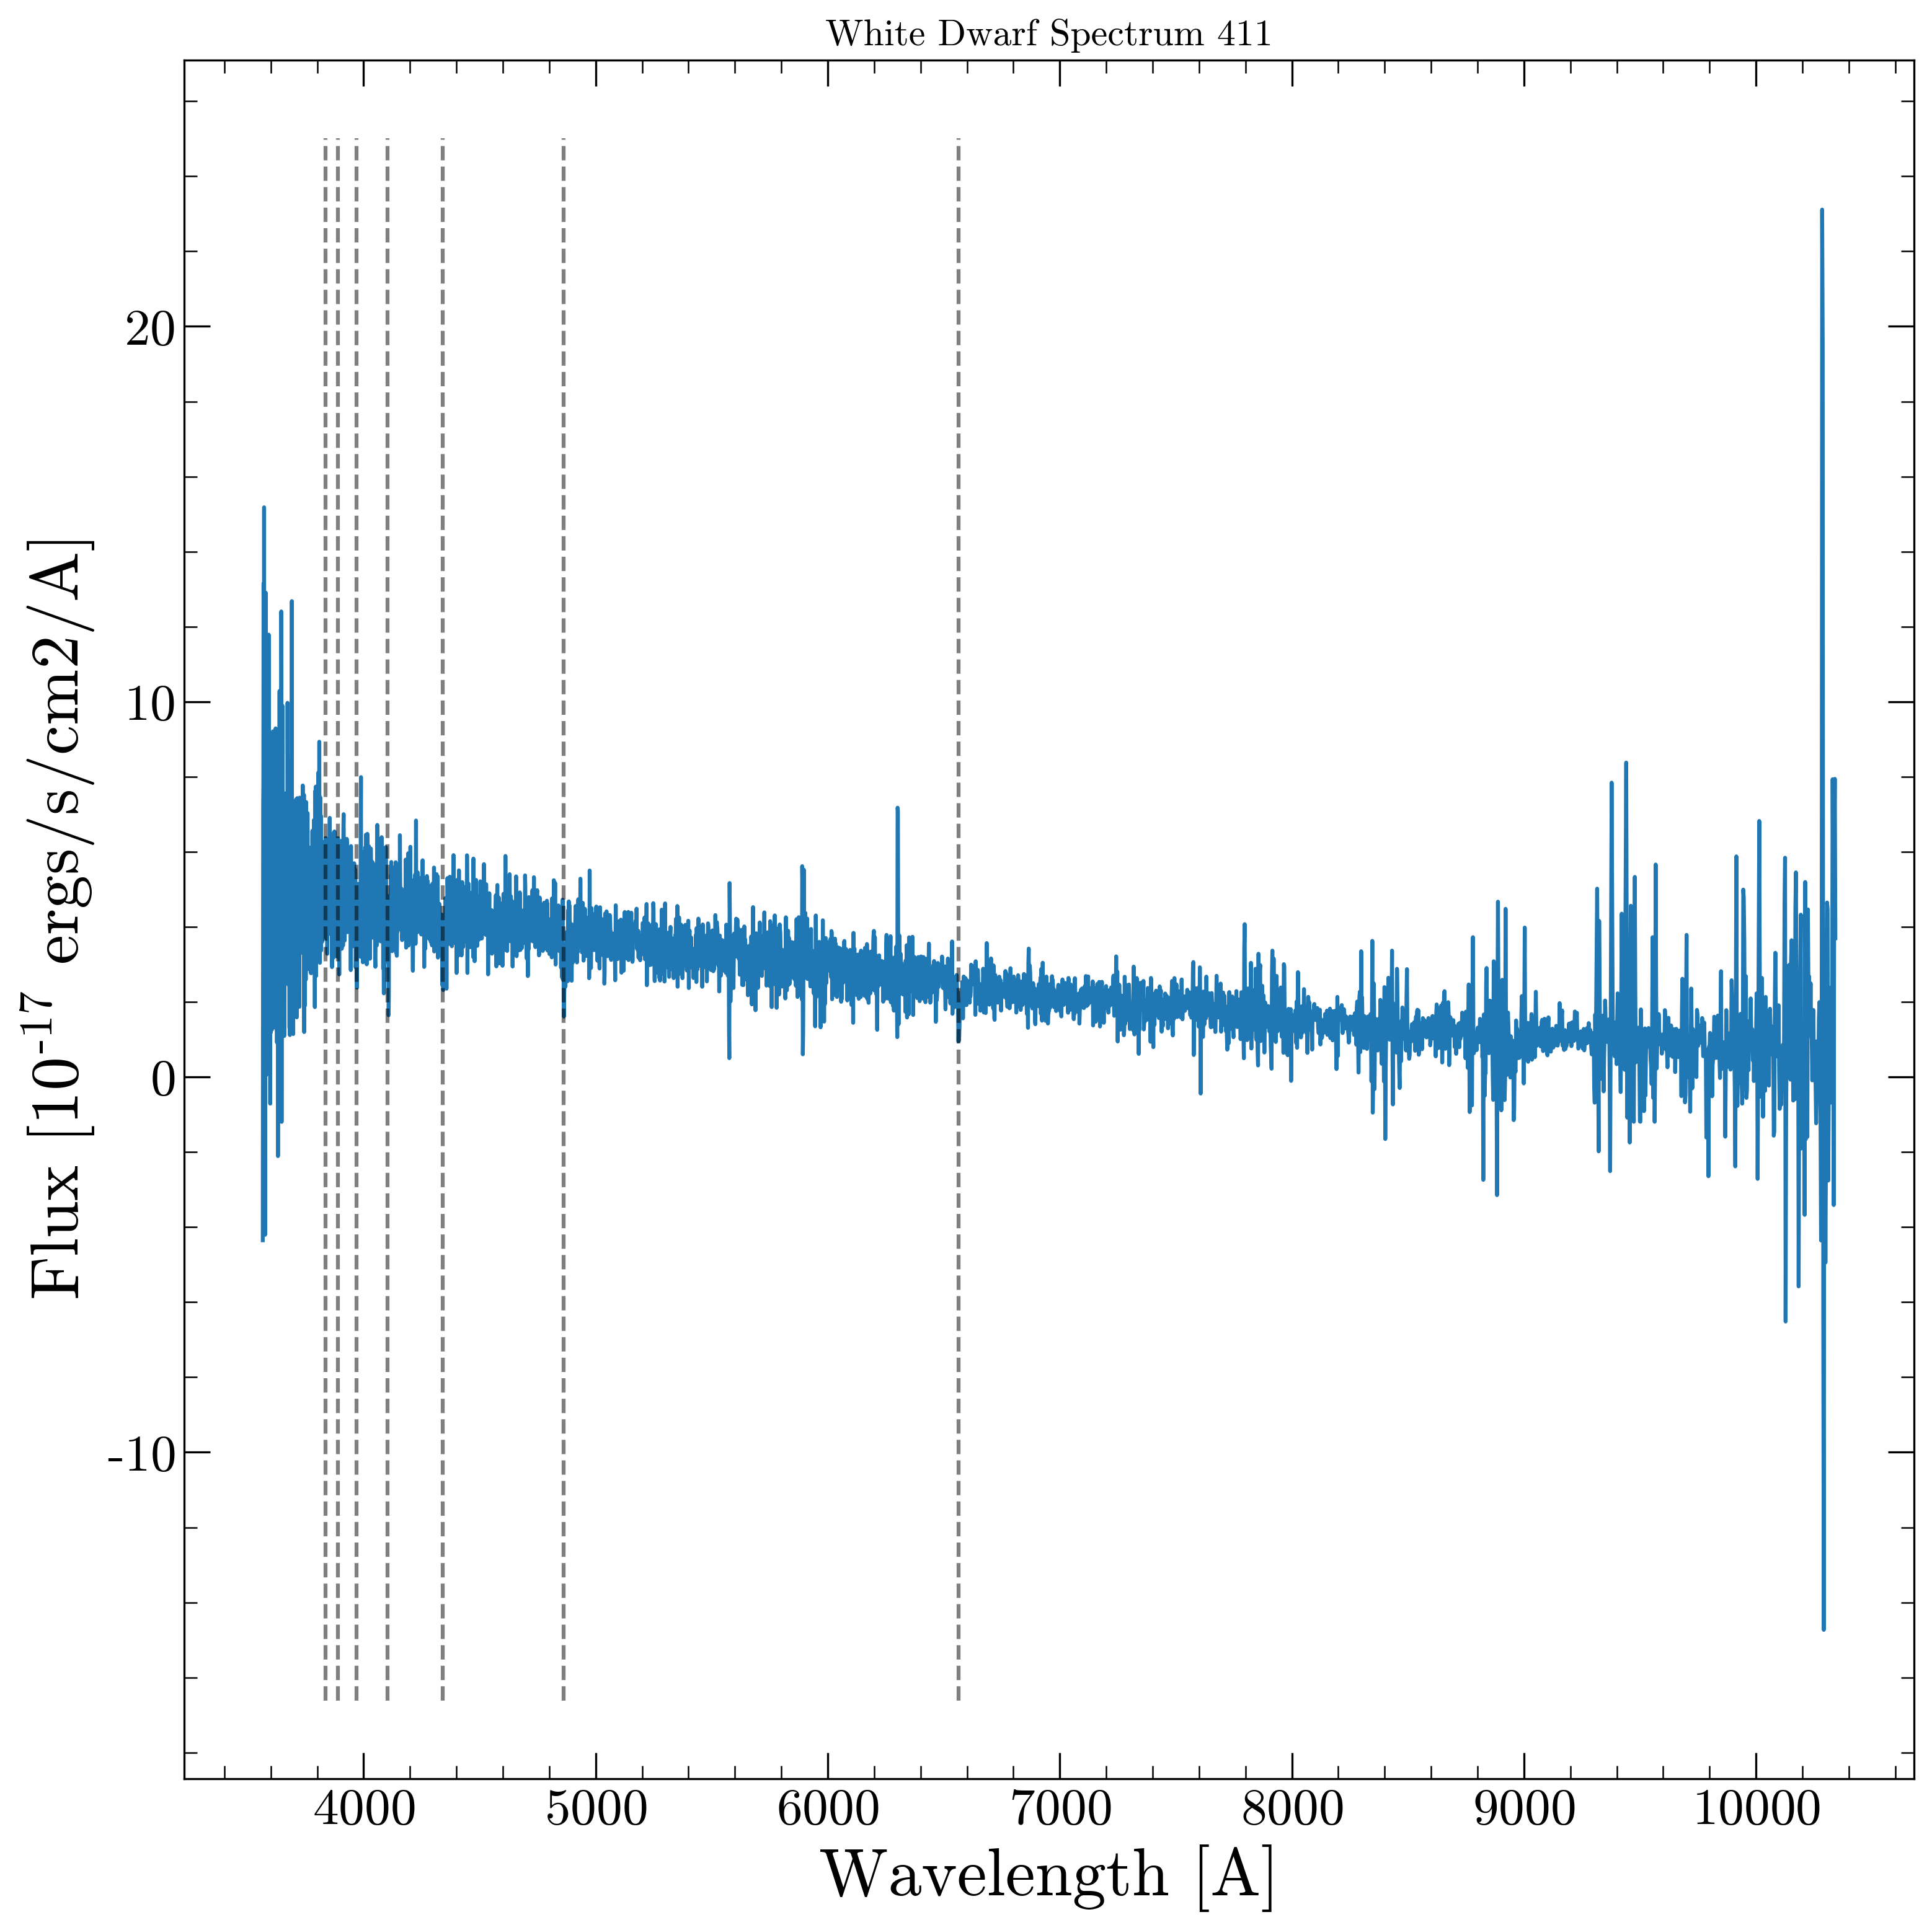 White Dwarf Spectrum 411
20
10
0
-10
Flux [10-17 ergs/s/cm2/A]
4000 5000 6000 7000 8000 9000 10000
Wavelength [A]